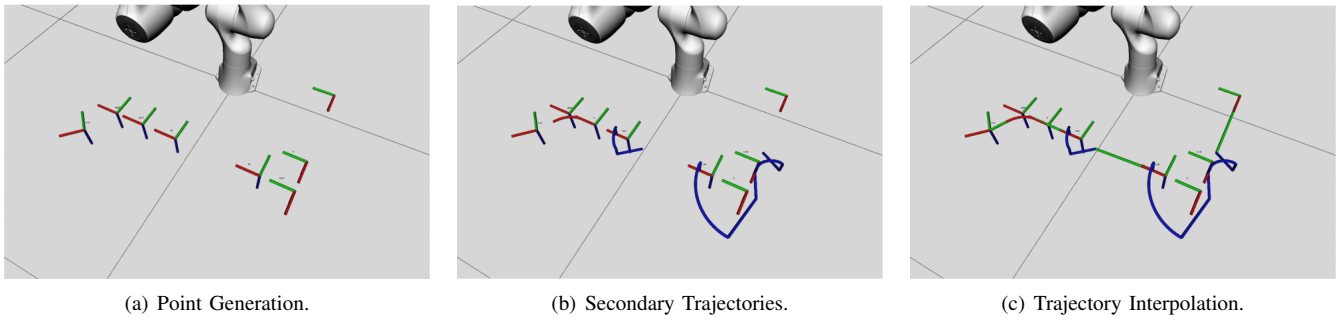 (a) Point Generation.
(b) Secondary Trajectories.
(c) Trajectory Interpolation.